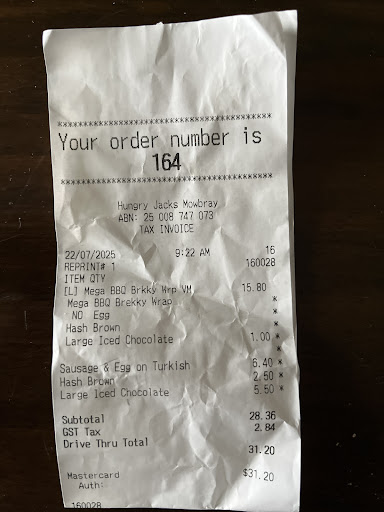 ********************************************
Your order number is
164
********************************************
Hungry Jacks Mowbray
ABN: 25 008 747 073
TAX INVOICE
22/07/2025 9:22 AM 16
REPRINT# 1 160028
ITEM QTY
[L] Mega BBQ Brkky Wrp VM 15.80
Mega BBQ Brekky Wrap *
NO Egg *
Hash Brown *
Large Iced Chocolate 1.00 *
Sausage & Egg on Turkish 6.40 *
Hash Brown 2.50 *
Large Iced Chocolate 5.50 *
Subtotal 28.36
GST Tax 2.84
Drive Thru Total 31.20
Mastercard $31.20
Auth:
160028